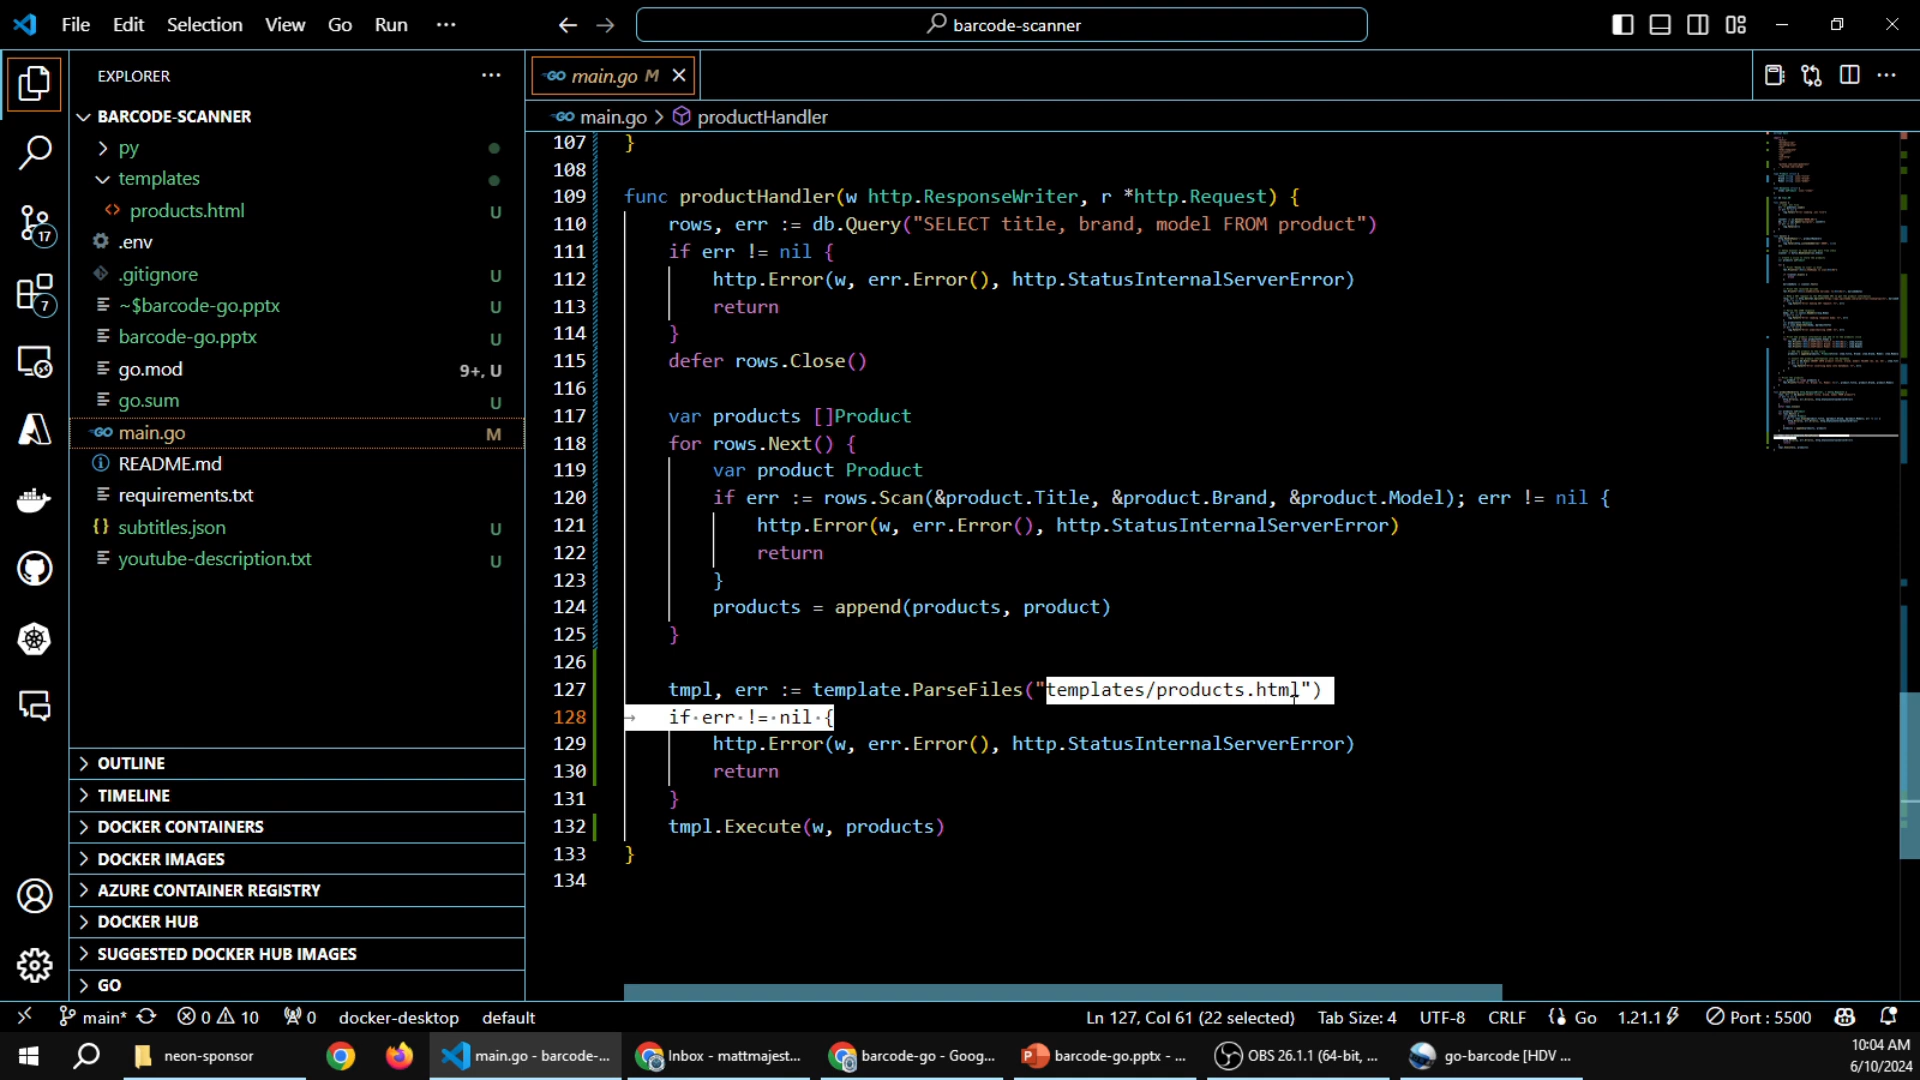 File Edit Selection View Go Run ···
barcode-scanner
EXPLORER ···
BARCODE-SCANNER
py
templates
products.html U
.env
.gitignore U
~$barcode-go.pptx U
barcode-go.pptx U
go.mod 9+, U
go.sum U
main.go M
README.md
requirements.txt
subtitles.json U
youtube-description.txt U
OUTLINE
TIMELINE
DOCKER CONTAINERS
DOCKER IMAGES
AZURE CONTAINER REGISTRY
DOCKER HUB
SUGGESTED DOCKER HUB IMAGES
GO
17
7
main.go M
main.go > productHandler
107 }
108
109 func productHandler(w http.ResponseWriter, r *http.Request) {
110 rows, err := db.Query("SELECT title, brand, model FROM product")
111 if err != nil {
112 http.Error(w, err.Error(), http.StatusInternalServerError)
113 return
114 }
115 defer rows.Close()
116
117 var products []Product
118 for rows.Next() {
119 var product Product
120 if err := rows.Scan(&product.Title, &product.Brand, &product.Model); err != nil {
121 http.Error(w, err.Error(), http.StatusInternalServerError)
122 return
123 }
124 products = append(products, product)
125 }
126
127 tmpl, err := template.ParseFiles("templates/products.html")
128 if err != nil {
129 http.Error(w, err.Error(), http.StatusInternalServerError)
130 return
131 }
132 tmpl.Execute(w, products)
133 }
134
main* 0 10 0 docker-desktop default Ln 127, Col 61 (22 selected) Tab Size: 4 UTF-8 CRLF Go 1.21.1 Port : 5500
neon-sponsor main.go - barcode-... Inbox - mattmajest... barcode-go - Goog... barcode-go.pptx - ... OBS 26.1.1 (64-bit, ... go-barcode [HDV ... 10:04 AM
6/10/2024